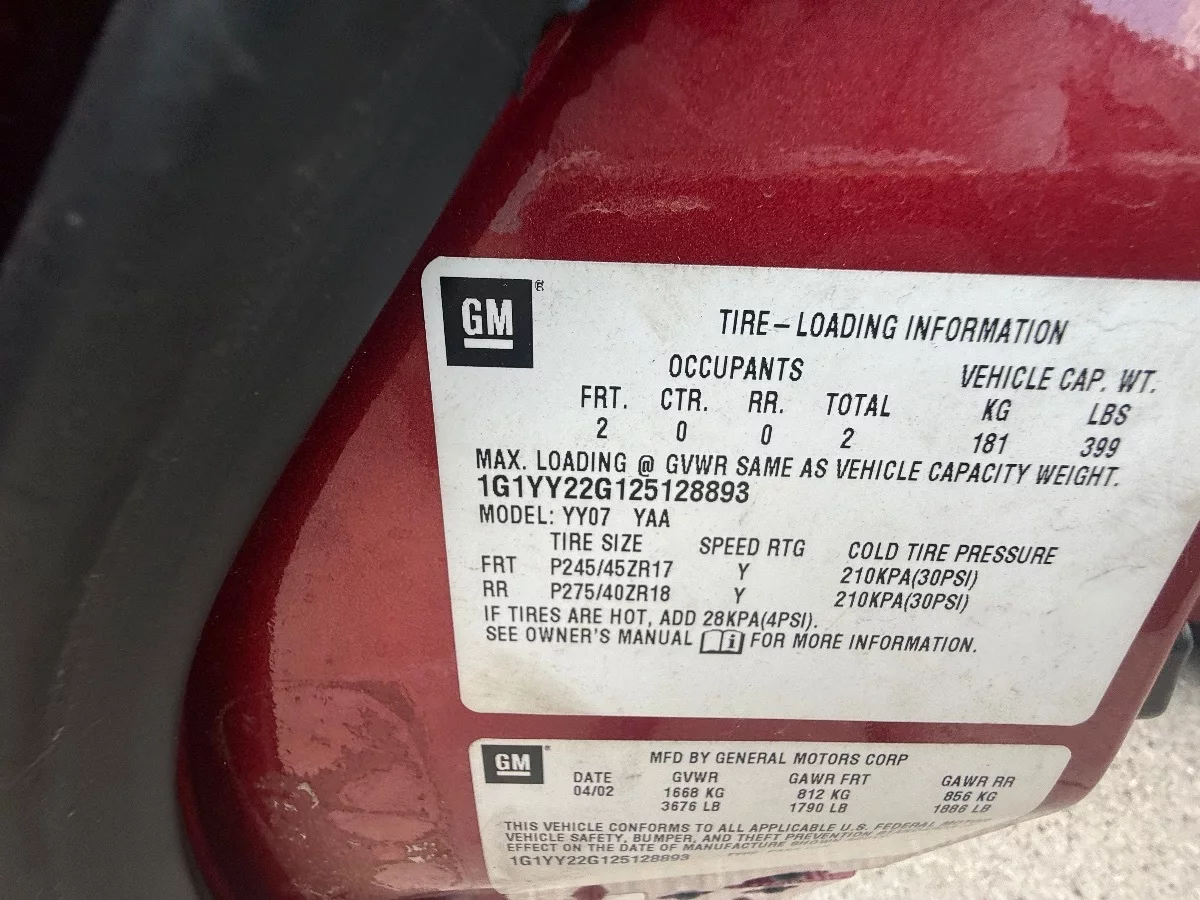 GM ®
TIRE–LOADING INFORMATION
OCCUPANTS VEHICLE CAP. WT.
FRT. CTR. RR. TOTAL KG LBS
2 0 0 2 181 399
MAX. LOADING @ GVWR SAME AS VEHICLE CAPACITY WEIGHT.
1G1YY22G125128893
MODEL: YY07 YAA
TIRE SIZE SPEED RTG COLD TIRE PRESSURE
FRT P245/45ZR17 Y 210KPA(30PSI)
RR P275/40ZR18 Y 210KPA(30PSI)
IF TIRES ARE HOT, ADD 28KPA(4PSI).
SEE OWNER'S MANUAL FOR MORE INFORMATION.
GM ®
MFD BY GENERAL MOTORS CORP
DATE GVWR GAWR FRT GAWR RR
04/02 1668 KG 812 KG 856 KG
3676 LB 1790 LB 1886 LB
THIS VEHICLE CONFORMS TO ALL APPLICABLE U.S. FEDERAL MOTOR
VEHICLE SAFETY, BUMPER, AND THEFT PREVENTION
EFFECT ON THE DATE OF MANUFACTURE SHOWN
1G1YY22G125128893